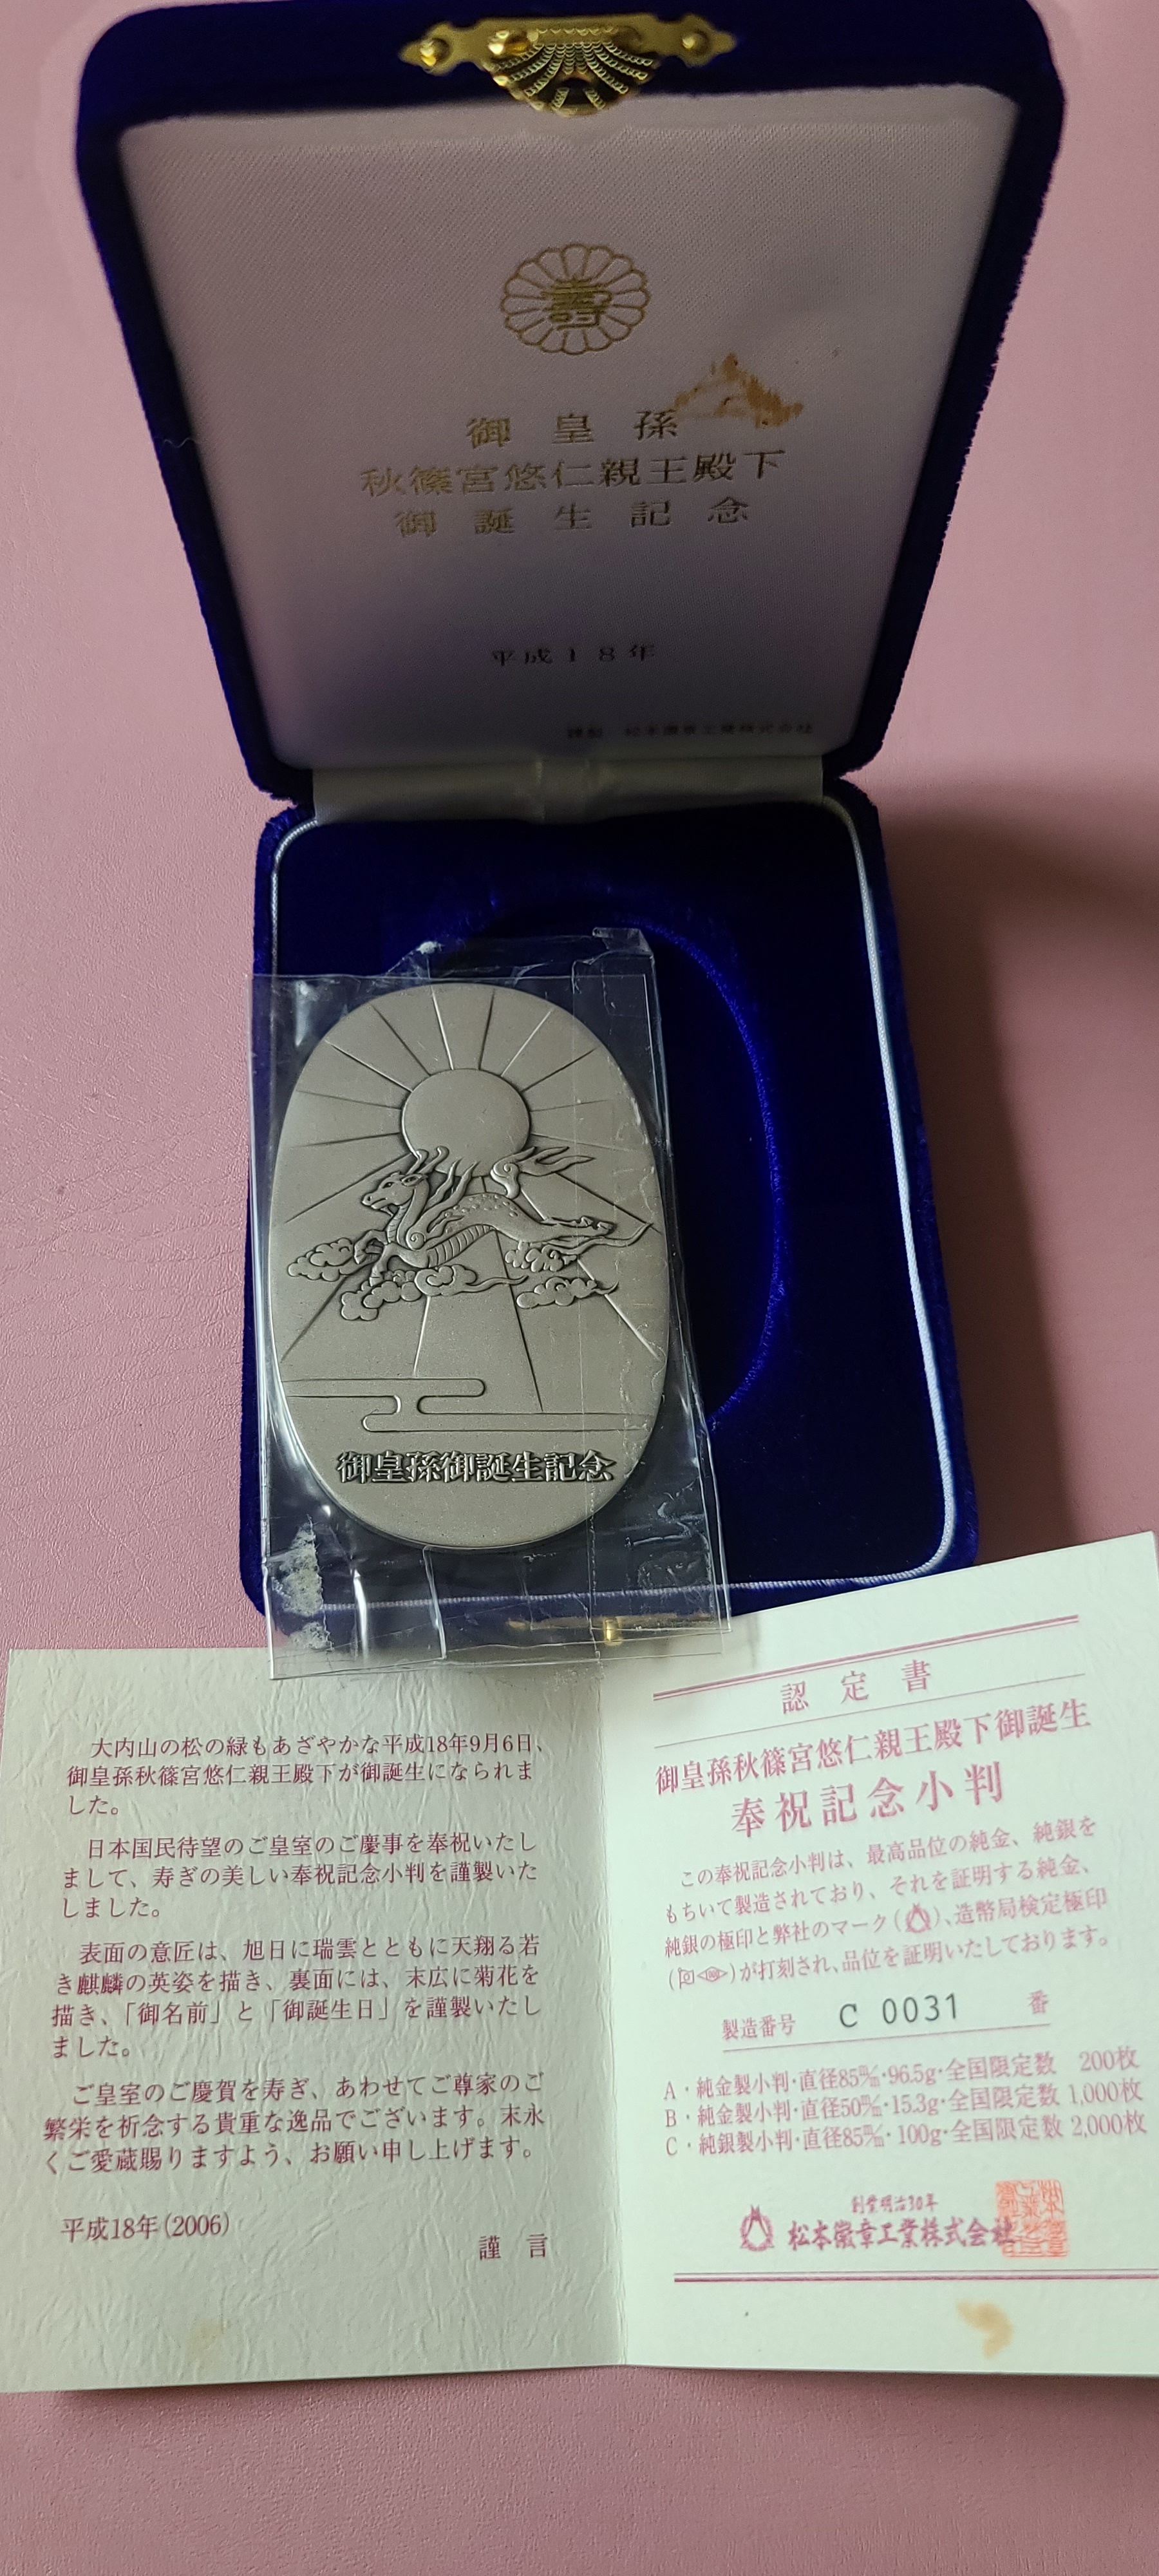 壽
御皇孫
秋篠宮悠仁親王殿下
御誕生記念
平成18年
謹製 松本徽章工業株式会社
御皇孫御誕生記念
大内山の松の緑もあざやかな平成18年9月6日、
御皇孫秋篠宮悠仁親王殿下が御誕生になられま
した。
日本国民待望のご皇室のご慶事を奉祝いたし
まして、寿ぎの美しい奉祝記念小判を謹製いた
しました。
表面の意匠は、旭日に瑞雲とともに天翔る若
き麒麟の英姿を描き、裏面には、末広に菊花を
描き、「御名前」と「御誕生日」を謹製いたし
ました。
ご皇室のご慶賀を寿ぎ、あわせてご尊家のご
繁栄を祈念する貴重な逸品でございます。末永
くご愛蔵賜りますよう、お願い申し上げます。
平成18年(2006)
謹言
認定書
御皇孫秋篠宮悠仁親王殿下御誕生
奉祝記念小判
この奉祝記念小判は、最高品位の純金、純銀を
もちいて製造されており、それを証明する純金、
純銀の極印と弊社のマーク( )、造幣局検定極印
( )が打刻され、品位を証明いたしております。
製造番号 C 0031 番
A・純金製小判・直径85㎜・96.5g・全国限定数 200枚
B・純金製小判・直径50㎜・15.3g・全国限定数 1,000枚
C・純銀製小判・直径85㎜・100g・全国限定数 2,000枚
創業明治30年
松本徽章工業株式会社